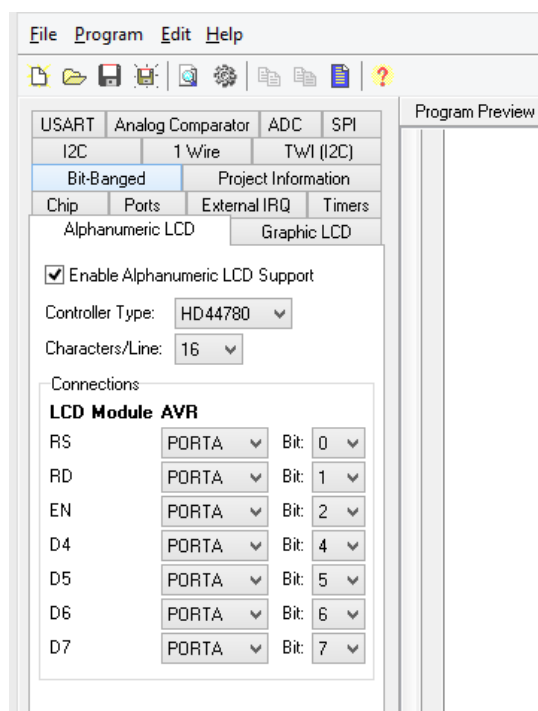 File Program Edit Help
?
Program Preview
USART Analog Comparator ADC SPI
I2C 1 Wire TWI (I2C)
Bit-Banged Project Information
Chip Ports External IRQ Timers
Alphanumeric LCD Graphic LCD
Enable Alphanumeric LCD Support
Controller Type: HD44780
Characters/Line: 16
Connections
LCD Module AVR
RS PORTA Bit: 0
RD PORTA Bit: 1
EN PORTA Bit: 2
D4 PORTA Bit: 4
D5 PORTA Bit: 5
D6 PORTA Bit: 6
D7 PORTA Bit: 7